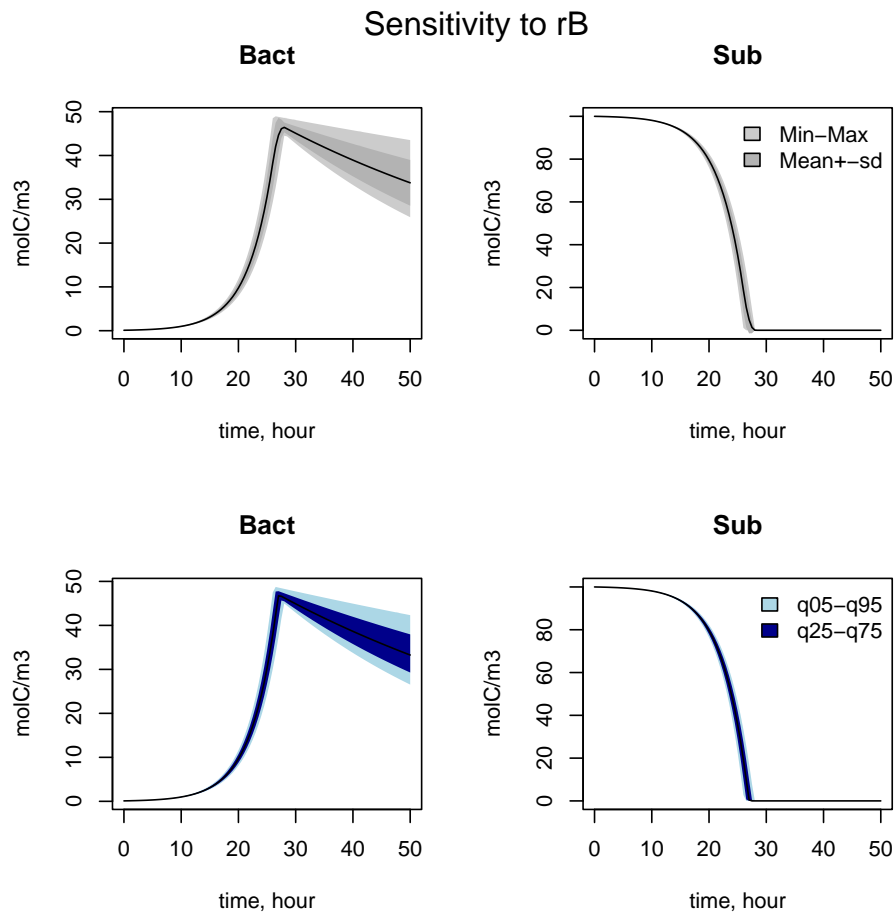 Sensitivity to rB
Bact
molC/m3
0 10 20 30 40 50
0 10 20 30 40 50
time, hour
Sub
molC/m3
0 20 40 60 80
0 10 20 30 40 50
time, hour
Min−Max
Mean+−sd
Bact
molC/m3
0 10 20 30 40 50
0 10 20 30 40 50
time, hour
Sub
molC/m3
0 20 40 60 80
0 10 20 30 40 50
time, hour
q05−q95
q25−q75